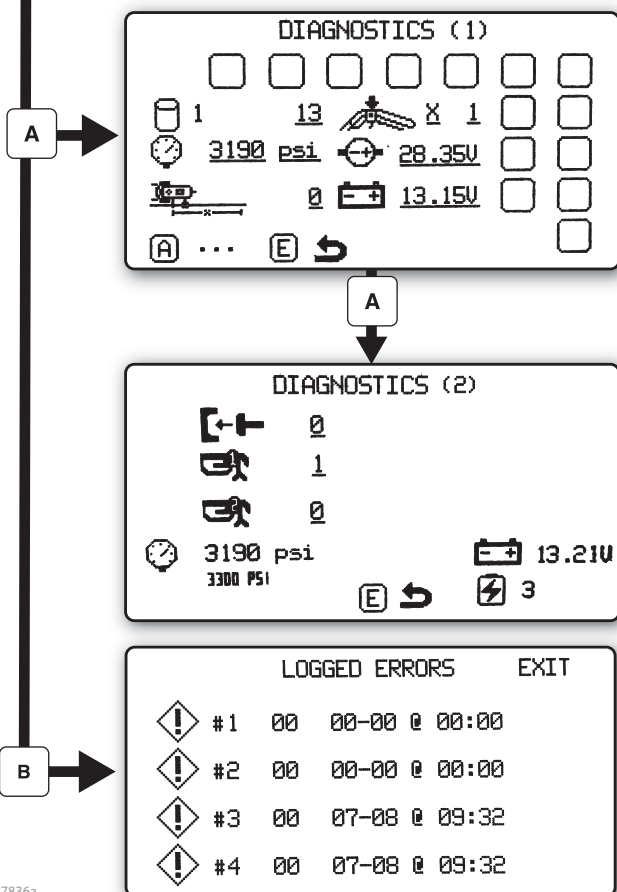 DIAGNOSTICS (1)
1 13 X 1
A
3190 psi 28.35V
0 13.15V
A ... E
A
DIAGNOSTICS (2)
0
1
0
3190 psi 13.21V
3300 PSI
E 3
LOGGED ERRORS EXIT
#1 00 00-00 @ 00:00
#2 00 00-00 @ 00:00
B
#3 00 07-08 @ 09:32
#4 00 07-08 @ 09:32